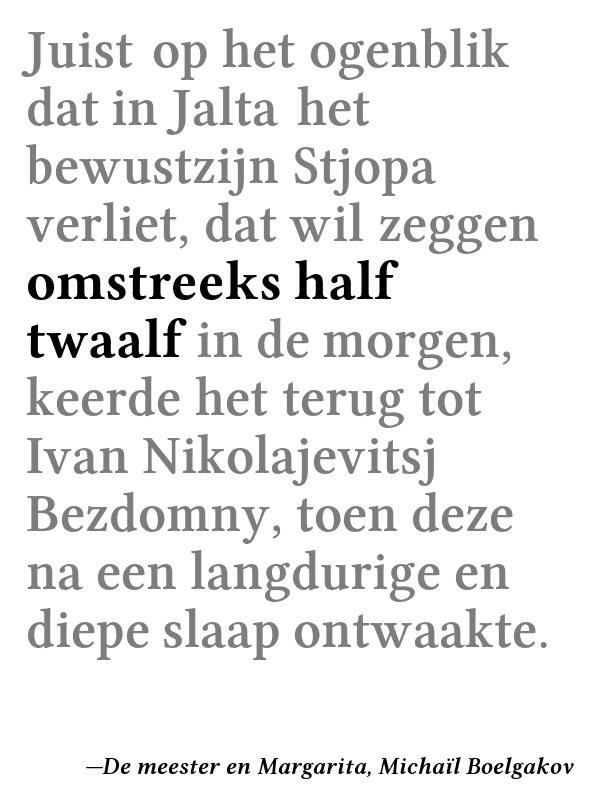 Juist op het ogenblik
dat in Jalta het
bewustzijn Stjopa
verliet, dat wil zeggen
omstreeks half
twaalf in de morgen,
keerde het terug tot
Ivan Nikolajevitsj
Bezdomny, toen deze
na een langdurige en
diepe slaap ontwaakte.
—De meester en Margarita, Michaïl Boelgakov